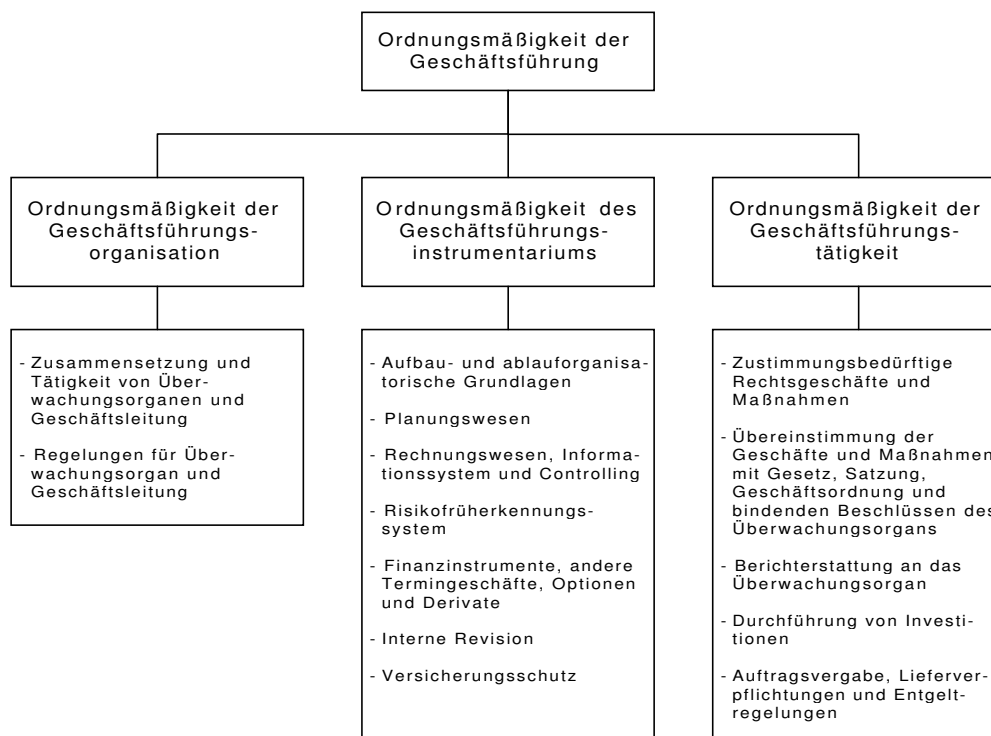 Ordnungsmäßigkeit der
Geschäftsführung
Ordnungsmäßigkeit der
Geschäftsführungs-
organisation
- Zusammensetzung und
Tätigkeit von Über-
wachungsorganen und
Geschäftsleitung
- Regelungen für Über-
wachungsorgan und
Geschäftsleitung
Ordnungsmäßigkeit des
Geschäftsführungs-
instrumentariums
- Aufbau- und ablauforganisa-
torische Grundlagen
- Planungswesen
- Rechnungswesen, Informa-
tionssystem und Controlling
- Risikofrüherkennungs-
system
- Finanzinstrumente, andere
Termingeschäfte, Optionen
und Derivate
- Interne Revision
- Versicherungsschutz
Ordnungsmäßigkeit der
Geschäftsführungs-
tätigkeit
- Zustimmungsbedürftige
Rechtsgeschäfte und
Maßnahmen
- Übereinstimmung der
Geschäfte und Maßnahmen
mit Gesetz, Satzung,
Geschäftsordnung und
bindenden Beschlüssen des
Überwachungsorgans
- Berichterstattung an das
Überwachungsorgan
- Durchführung von Investi-
tionen
- Auftragsvergabe, Lieferver-
pflichtungen und Entgelt-
regelungen